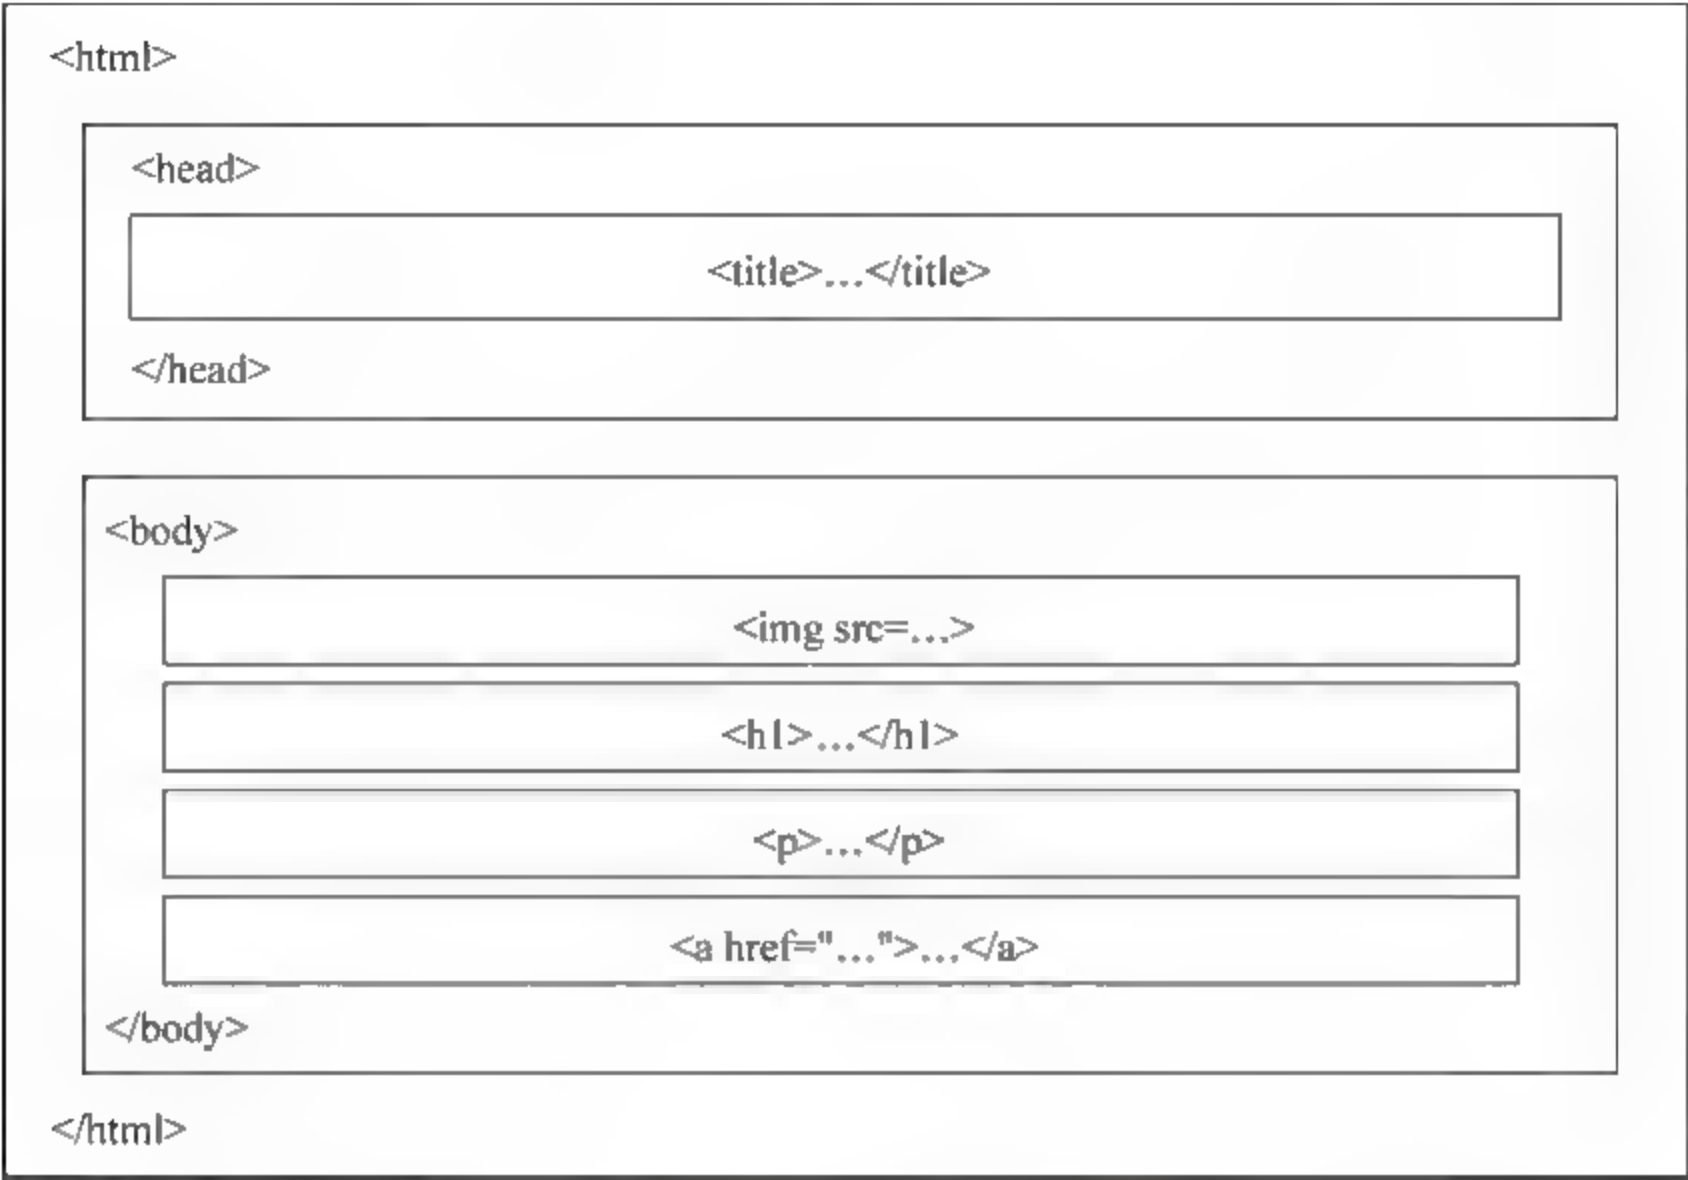 <html>
<head>
<title>...</title>
</head>
<body>
<img src=...>
<h1>...</h1>
<p>...</p>
<a href="...">...</a>
</body>
</html>